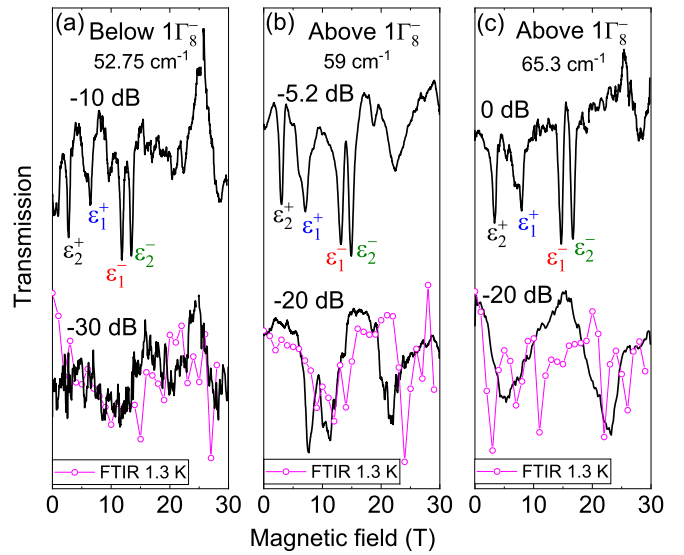 (a) Below 1Γ₈⁻
52.75 cm⁻¹
-10 dB
ε₂⁺
ε₁⁺
ε₁⁻
ε₂⁻
-30 dB
FTIR 1.3 K
0 10 20 30
(b) Above 1Γ₈⁻
59 cm⁻¹
-5.2 dB
ε₂⁺
ε₁⁺
ε₁⁻
ε₂⁻
-20 dB
FTIR 1.3 K
0 10 20 30
(c) Above 1Γ₈⁻
65.3 cm⁻¹
0 dB
ε₂⁺
ε₁⁺
ε₁⁻
ε₂⁻
-20 dB
FTIR 1.3 K
0 10 20 30
Transmission
Magnetic field (T)